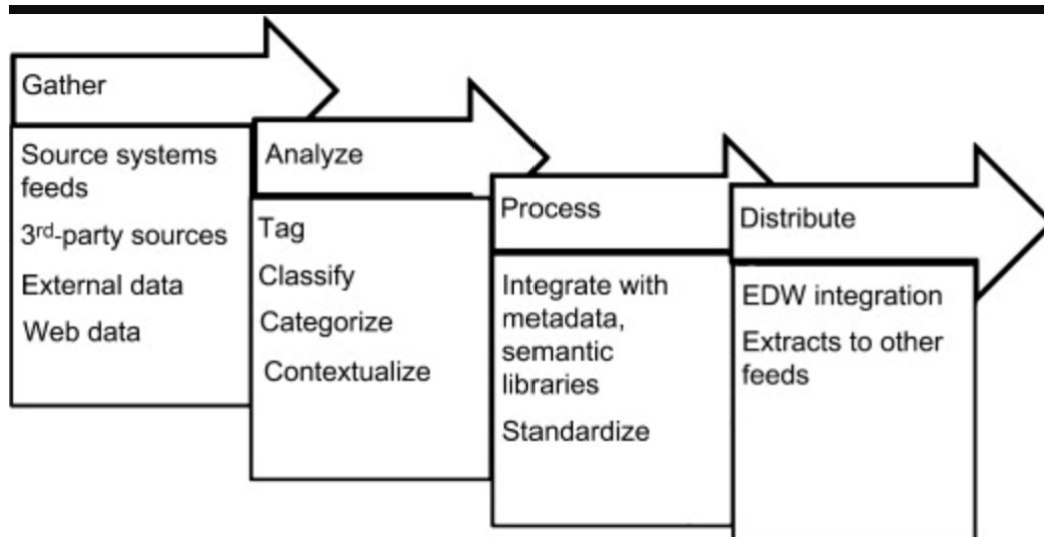 Gather
Source systems
feeds
3rd-party sources
External data
Web data
Analyze
Tag
Classify
Categorize
Contextualize
Process
Integrate with
metadata,
semantic
libraries
Standardize
Distribute
EDW integration
Extracts to other
feeds